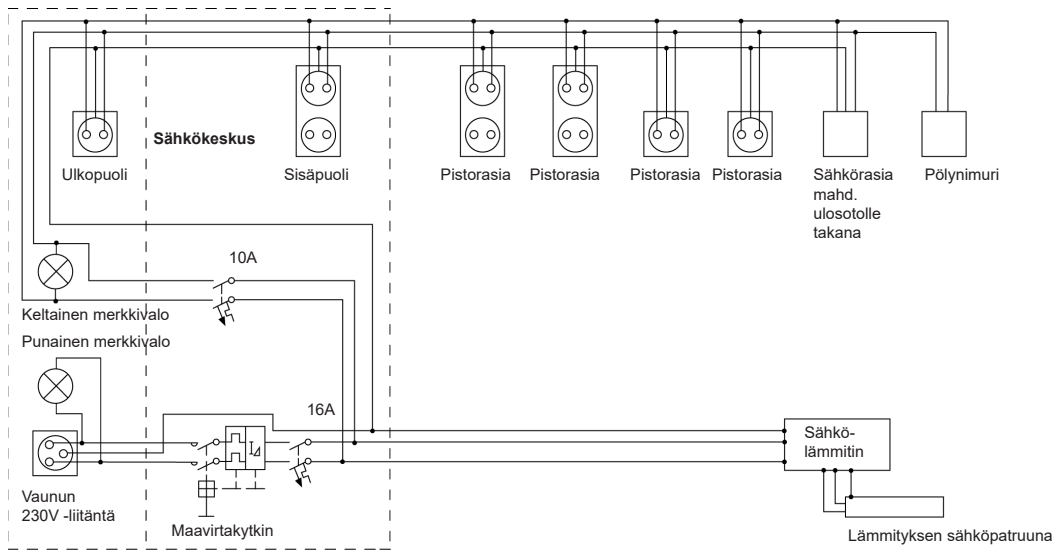 Sähkökeskus
Ulkopuoli
Sisäpuoli
Pistorasia
Pistorasia
Pistorasia
Pistorasia
Sähkörasia
mahd.
ulosotolle
takana
Pölynimuri
10A
Keltainen merkkivalo
Punainen merkkivalo
16A
I⊿
Sähkö-
lämmitin
Vaunun
230V -liitäntä
Maavirtakytkin
Lämmityksen sähköpatruuna